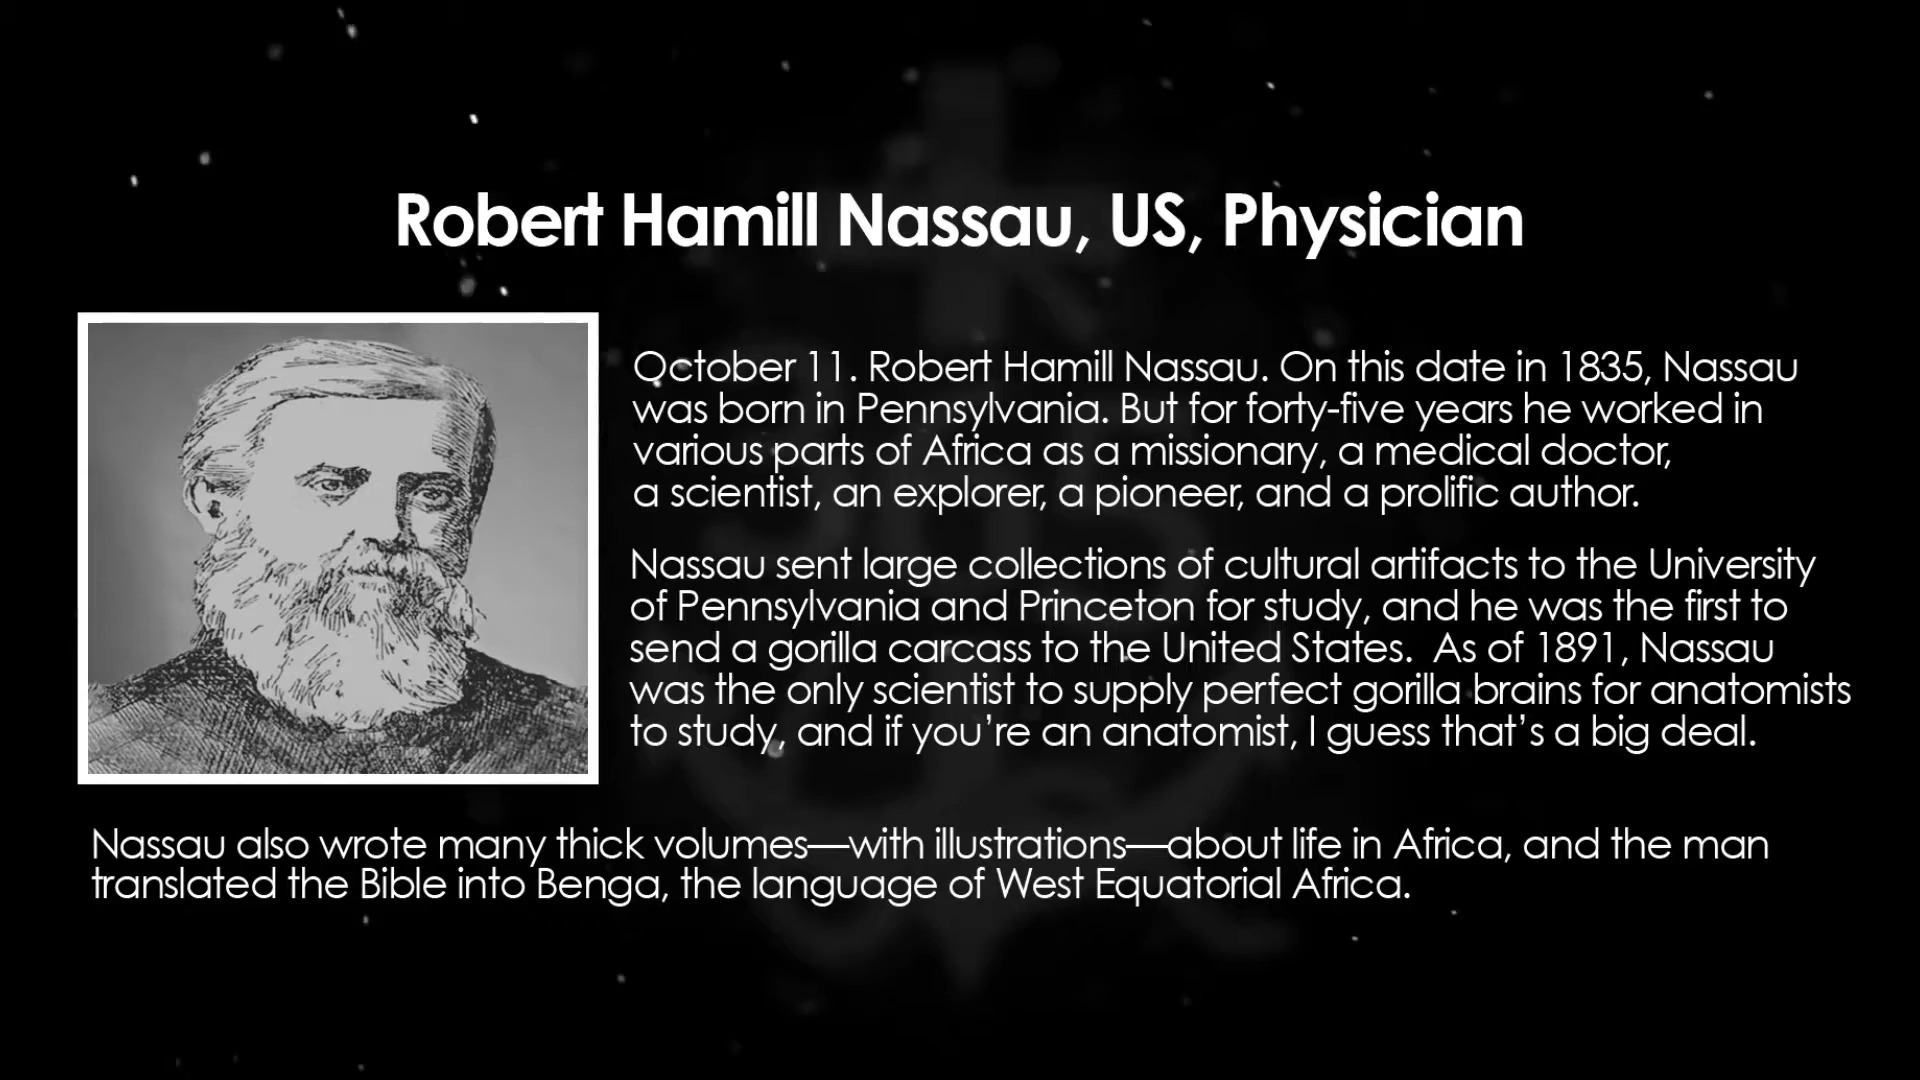 Robert Hamill Nassau, US, Physician
October 11. Robert Hamill Nassau. On this date in 1835, Nassau
was born in Pennsylvania. But for forty-five years he worked in
various parts of Africa as a missionary, a medical doctor,
a scientist, an explorer, a pioneer, and a prolific author.
Nassau sent large collections of cultural artifacts to the University
of Pennsylvania and Princeton for study, and he was the first to
send a gorilla carcass to the United States.  As of 1891, Nassau
was the only scientist to supply perfect gorilla brains for anatomists
to study, and if you’re an anatomist, I guess that’s a big deal.
Nassau also wrote many thick volumes—with illustrations—about life in Africa, and the man
translated the Bible into Benga, the language of West Equatorial Africa.